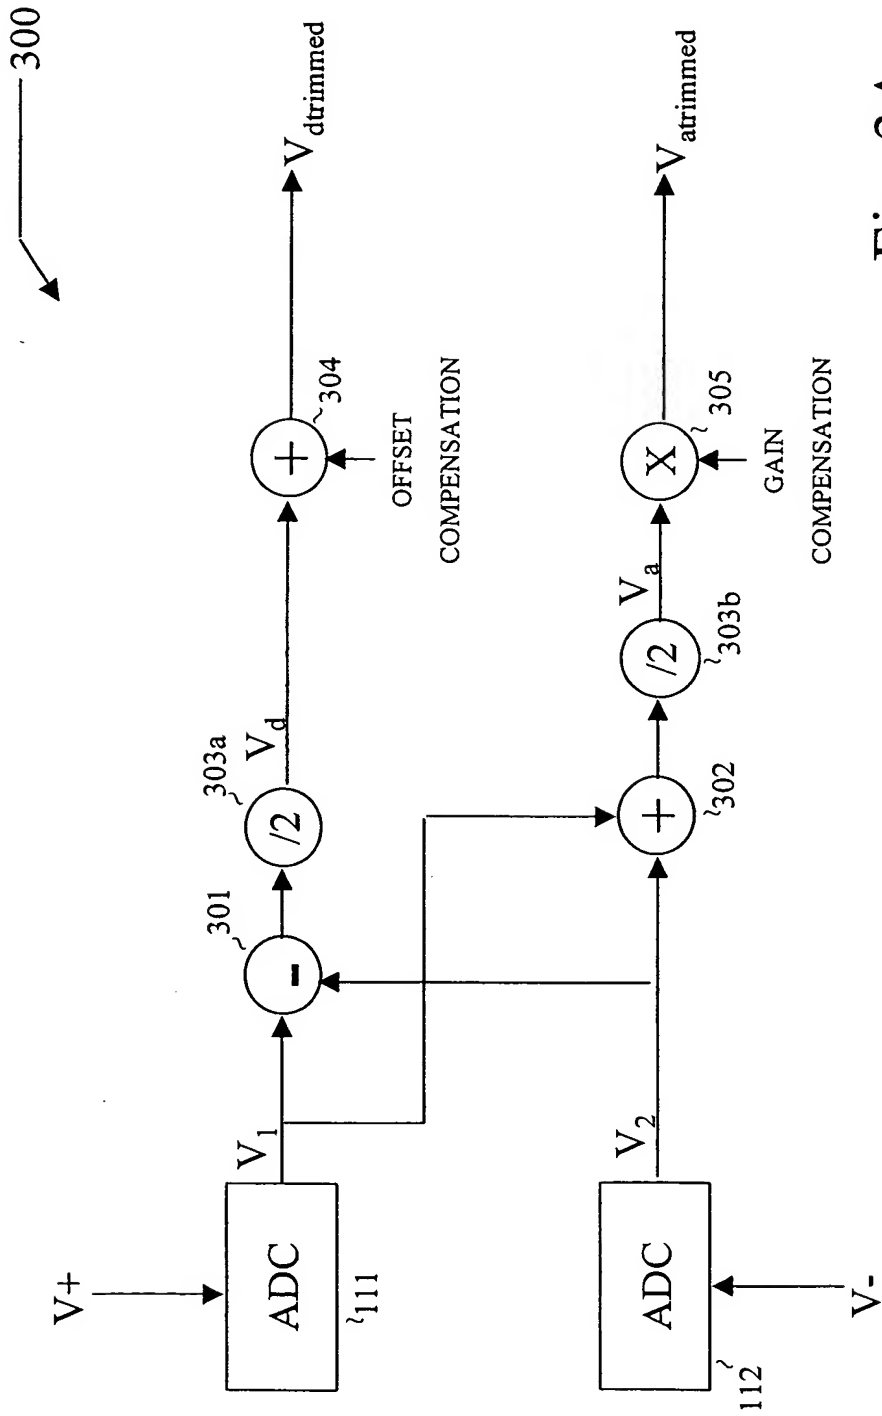 300
V+
ADC
111
V1
-
301
/2
303a
Vd
+
304
OFFSET
COMPENSATION
Vdtrimmed
V-
ADC
112
V2
+
302
/2
303b
Va
X
305
GAIN
COMPENSATION
Vatrimmed